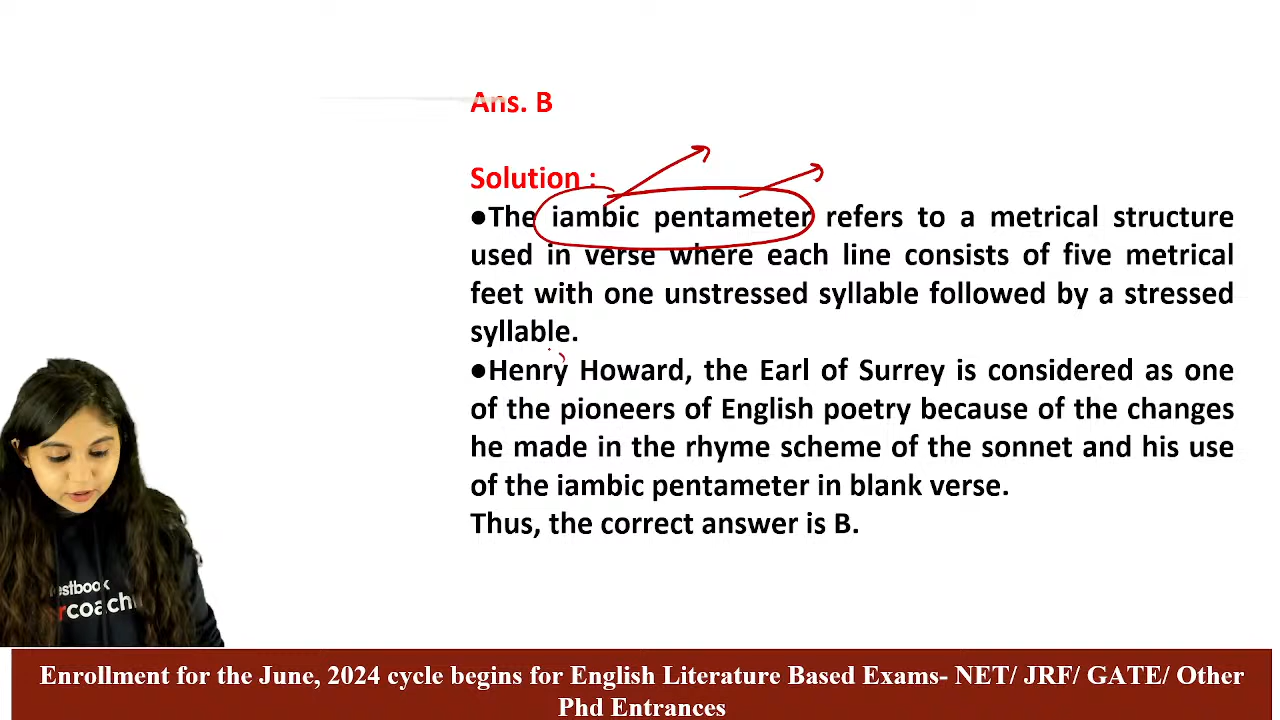 Ans. B
Solution :
●The iambic pentameter refers to a metrical structure
used in verse where each line consists of five metrical
feet with one unstressed syllable followed by a stressed
syllable.
●Henry Howard, the Earl of Surrey is considered as one
of the pioneers of English poetry because of the changes
he made in the rhyme scheme of the sonnet and his use
of the iambic pentameter in blank verse.
Thus, the correct answer is B.
estbook
rcoach
Enrollment for the June, 2024 cycle begins for English Literature Based Exams- NET/ JRF/ GATE/ Other
Phd Entrances